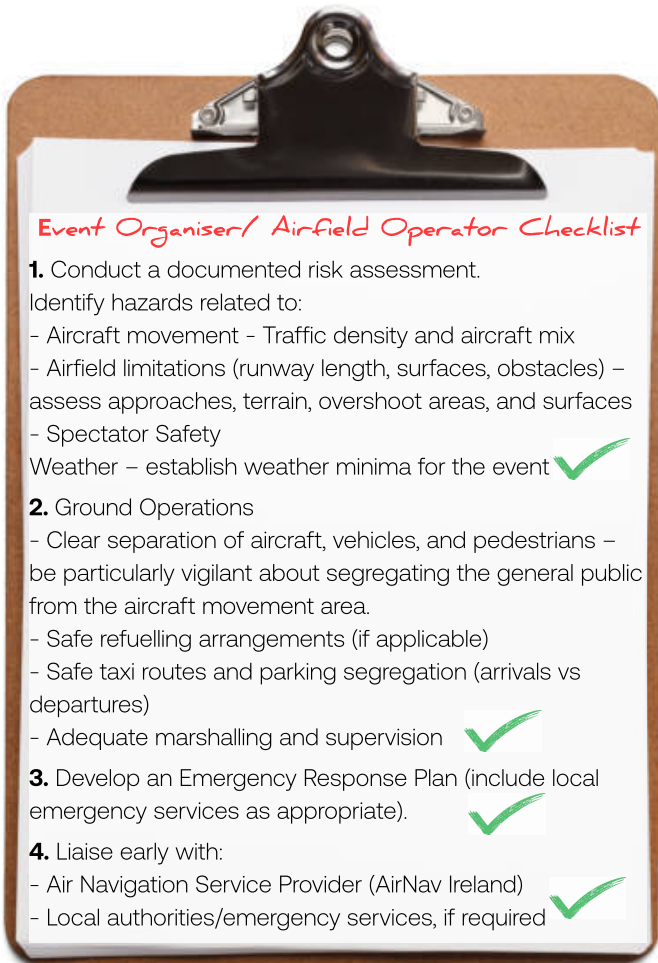 Event Organiser/ Airfield Operator Checklist
1. Conduct a documented risk assessment.
Identify hazards related to:
- Aircraft movement - Traffic density and aircraft mix
- Airfield limitations (runway length, surfaces, obstacles) –
assess approaches, terrain, overshoot areas, and surfaces
- Spectator Safety
Weather – establish weather minima for the event
2. Ground Operations
- Clear separation of aircraft, vehicles, and pedestrians –
be particularly vigilant about segregating the general public
from the aircraft movement area.
- Safe refuelling arrangements (if applicable)
- Safe taxi routes and parking segregation (arrivals vs
departures)
- Adequate marshalling and supervision
3. Develop an Emergency Response Plan (include local
emergency services as appropriate).
4. Liaise early with:
- Air Navigation Service Provider (AirNav Ireland)
- Local authorities/emergency services, if required